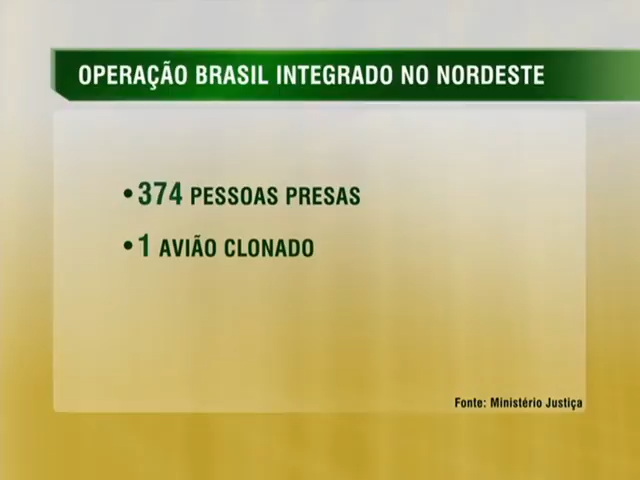 OPERAÇÃO BRASIL INTEGRADO NO NORDESTE
• 374 PESSOAS PRESAS
• 1 AVIÃO CLONADO
Fonte: Ministério Justiça